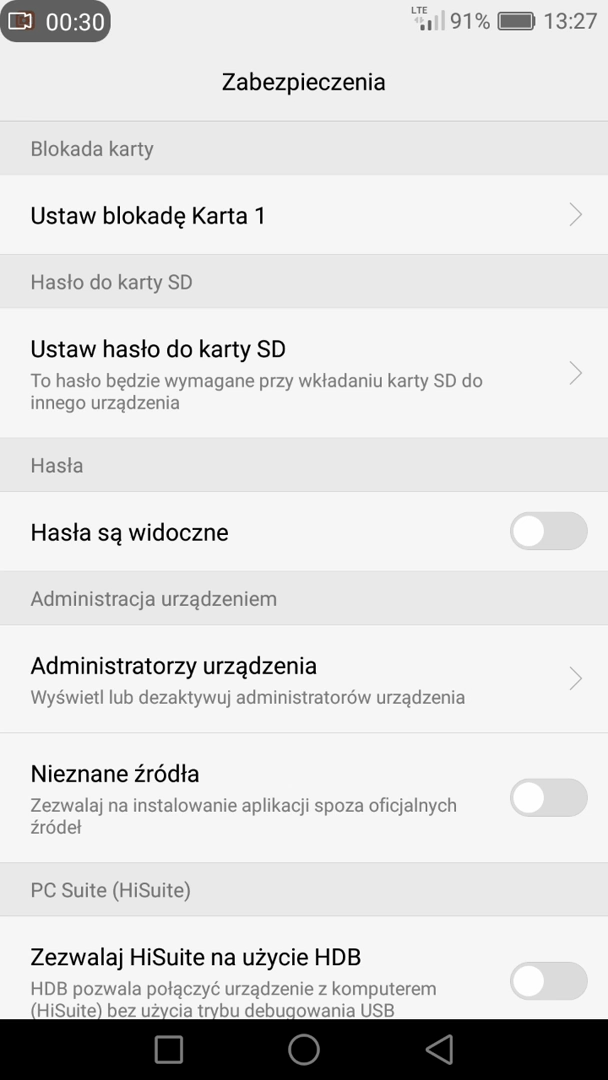 00:30
LTE
91%
13:27
Zabezpieczenia
Blokada karty
Ustaw blokadę Karta 1
Hasło do karty SD
Ustaw hasło do karty SD
To hasło będzie wymagane przy wkładaniu karty SD do
innego urządzenia
Hasła
Hasła są widoczne
Administracja urządzeniem
Administratorzy urządzenia
Wyświetl lub dezaktywuj administratorów urządzenia
Nieznane źródła
Zezwalaj na instalowanie aplikacji spoza oficjalnych
źródeł
PC Suite (HiSuite)
Zezwalaj HiSuite na użycie HDB
HDB pozwala połączyć urządzenie z komputerem
(HiSuite) bez użycia trybu debugowania USB